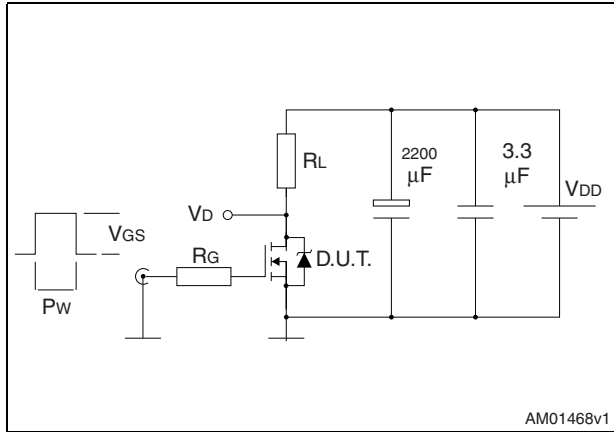 RL
2200
μF
3.3
μF
VDD
VD
VGS
RG
D.U.T.
PW
AM01468v1